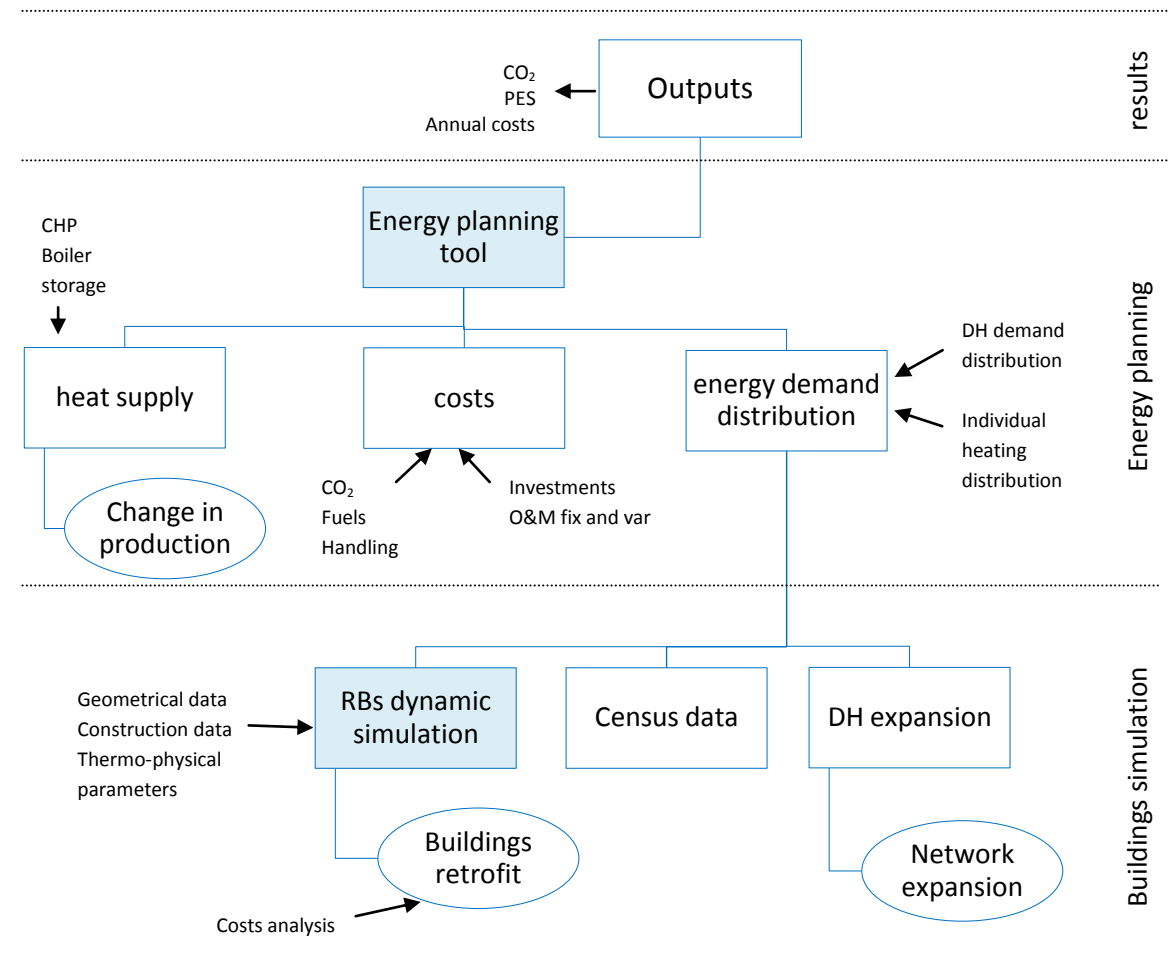 Outputs
CO₂
PES
Annual costs
results
Energy planning
tool
CHP
Boiler
storage
heat supply
costs
energy demand
distribution
DH demand
distribution
Individual
heating
distribution
Change in
production
CO₂
Fuels
Handling
Investments
O&M fix and var
Energy planning
RBs dynamic
simulation
Census data
DH expansion
Geometrical data
Construction data
Thermo-physical
parameters
Buildings
retrofit
Network
expansion
Costs analysis
Buildings simulation